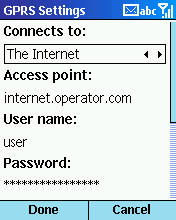 GPRS Settings abc
Connects to:
The Internet
Access point:
internet.operator.com
User name:
user
Password:
****************
Done Cancel